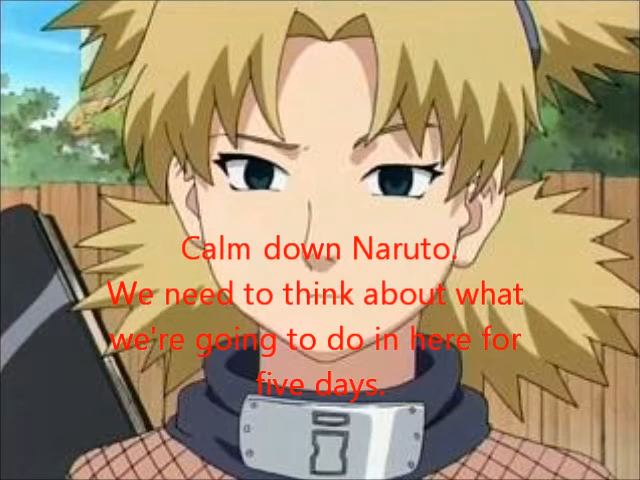 Calm down Naruto.
We need to think about what
we're going to do in here for
five days.